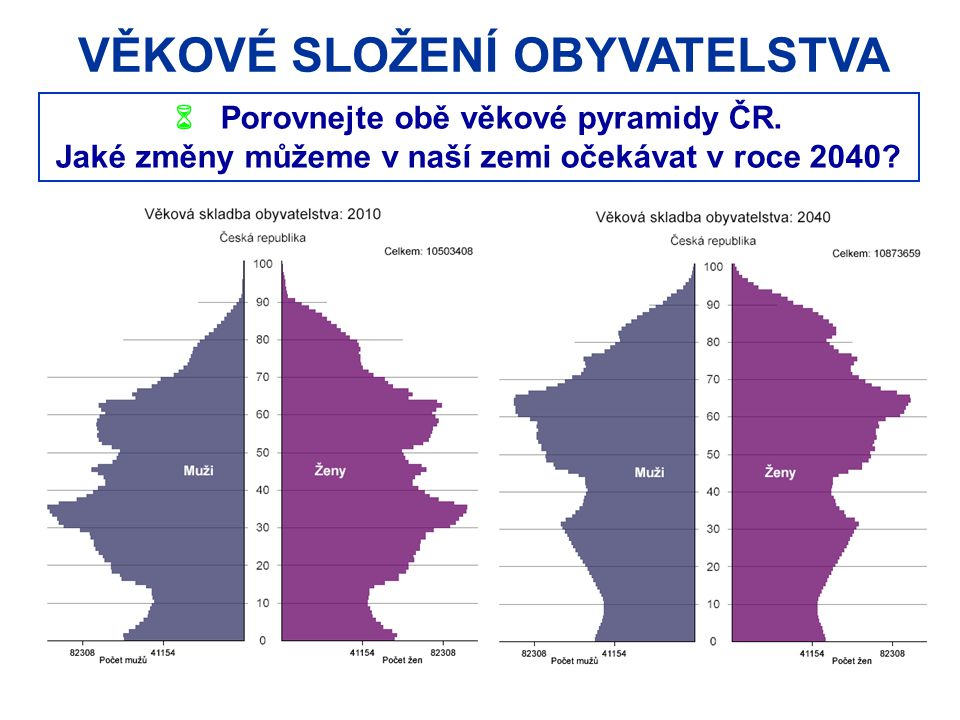 VĚKOVÉ SLOŽENÍ OBYVATELSTVA
Porovnejte obě věkové pyramidy ČR.
Jaké změny můžeme v naší zemi očekávat v roce 2040?
Věková skladba obyvatelstva: 2010
Česká republika
Celkem: 10503408
100
90
80
70
60
50
40
30
20
10
0
Muži
Ženy
82308
41154
41154
82308
Počet mužů
Počet žen
Věková skladba obyvatelstva: 2040
Česká republika
Celkem: 10873659
100
90
80
70
60
50
40
30
20
10
0
Muži
Ženy
82308
41154
41154
82308
Počet mužů
Počet žen